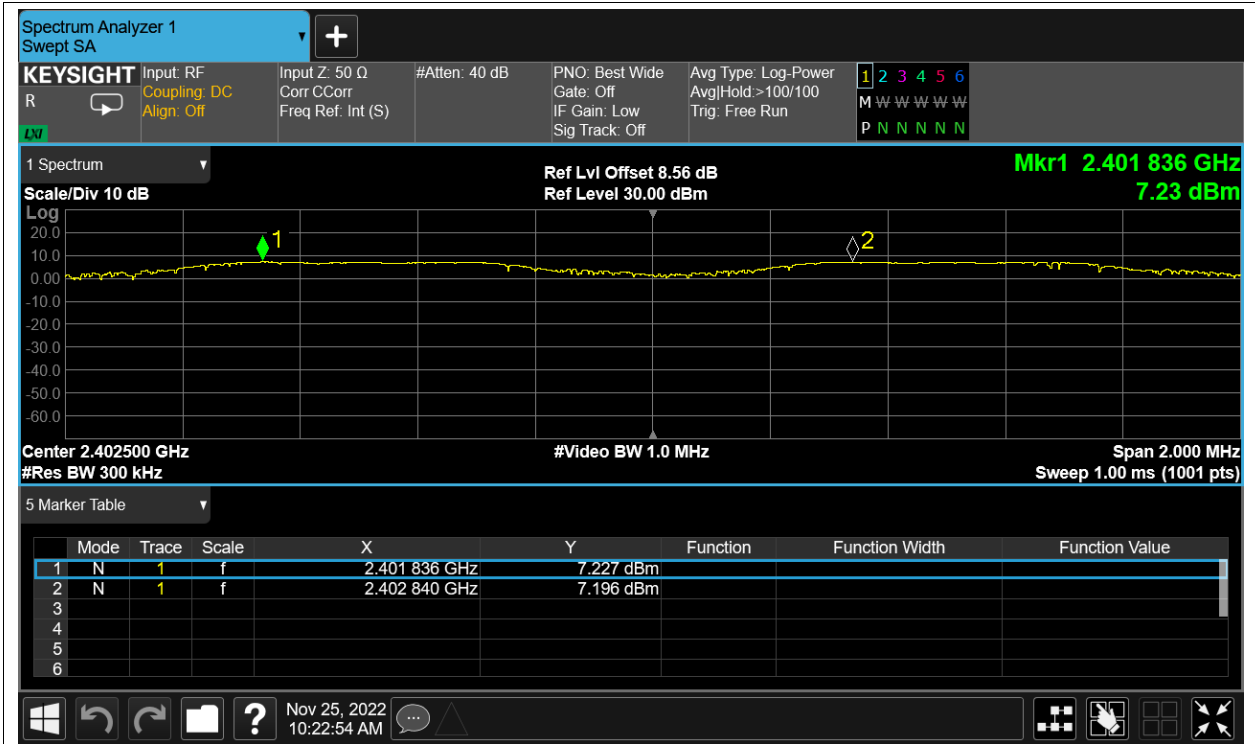 Spectrum Analyzer 1
Swept SA
KEYSIGHT
R
LXI
Input: RF
Coupling: DC
Align: Off
Input Z: 50 Ω
Corr CCorr
Freq Ref: Int (S)
#Atten: 40 dB
PNO: Best Wide
Gate: Off
IF Gain: Low
Sig Track: Off
Avg Type: Log-Power
Avg|Hold:>100/100
Trig: Free Run
1 2 3 4 5 6
M W W W W W
P N N N N N
1 Spectrum
Scale/Div 10 dB
Ref Lvl Offset 8.56 dB
Ref Level 30.00 dBm
Mkr1 2.401 836 GHz
7.23 dBm
Log
20.0
10.0
0.00
-10.0
-20.0
-30.0
-40.0
-50.0
-60.0
1
2
Center 2.402500 GHz
#Video BW 1.0 MHz
Span 2.000 MHz
#Res BW 300 kHz
Sweep 1.00 ms (1001 pts)
5 Marker Table
Mode Trace Scale X Y Function Function Width Function Value
1 N 1 f 2.401 836 GHz 7.227 dBm
2 N 1 f 2.402 840 GHz 7.196 dBm
3
4
5
6
?
Nov 25, 2022
10:22:54 AM